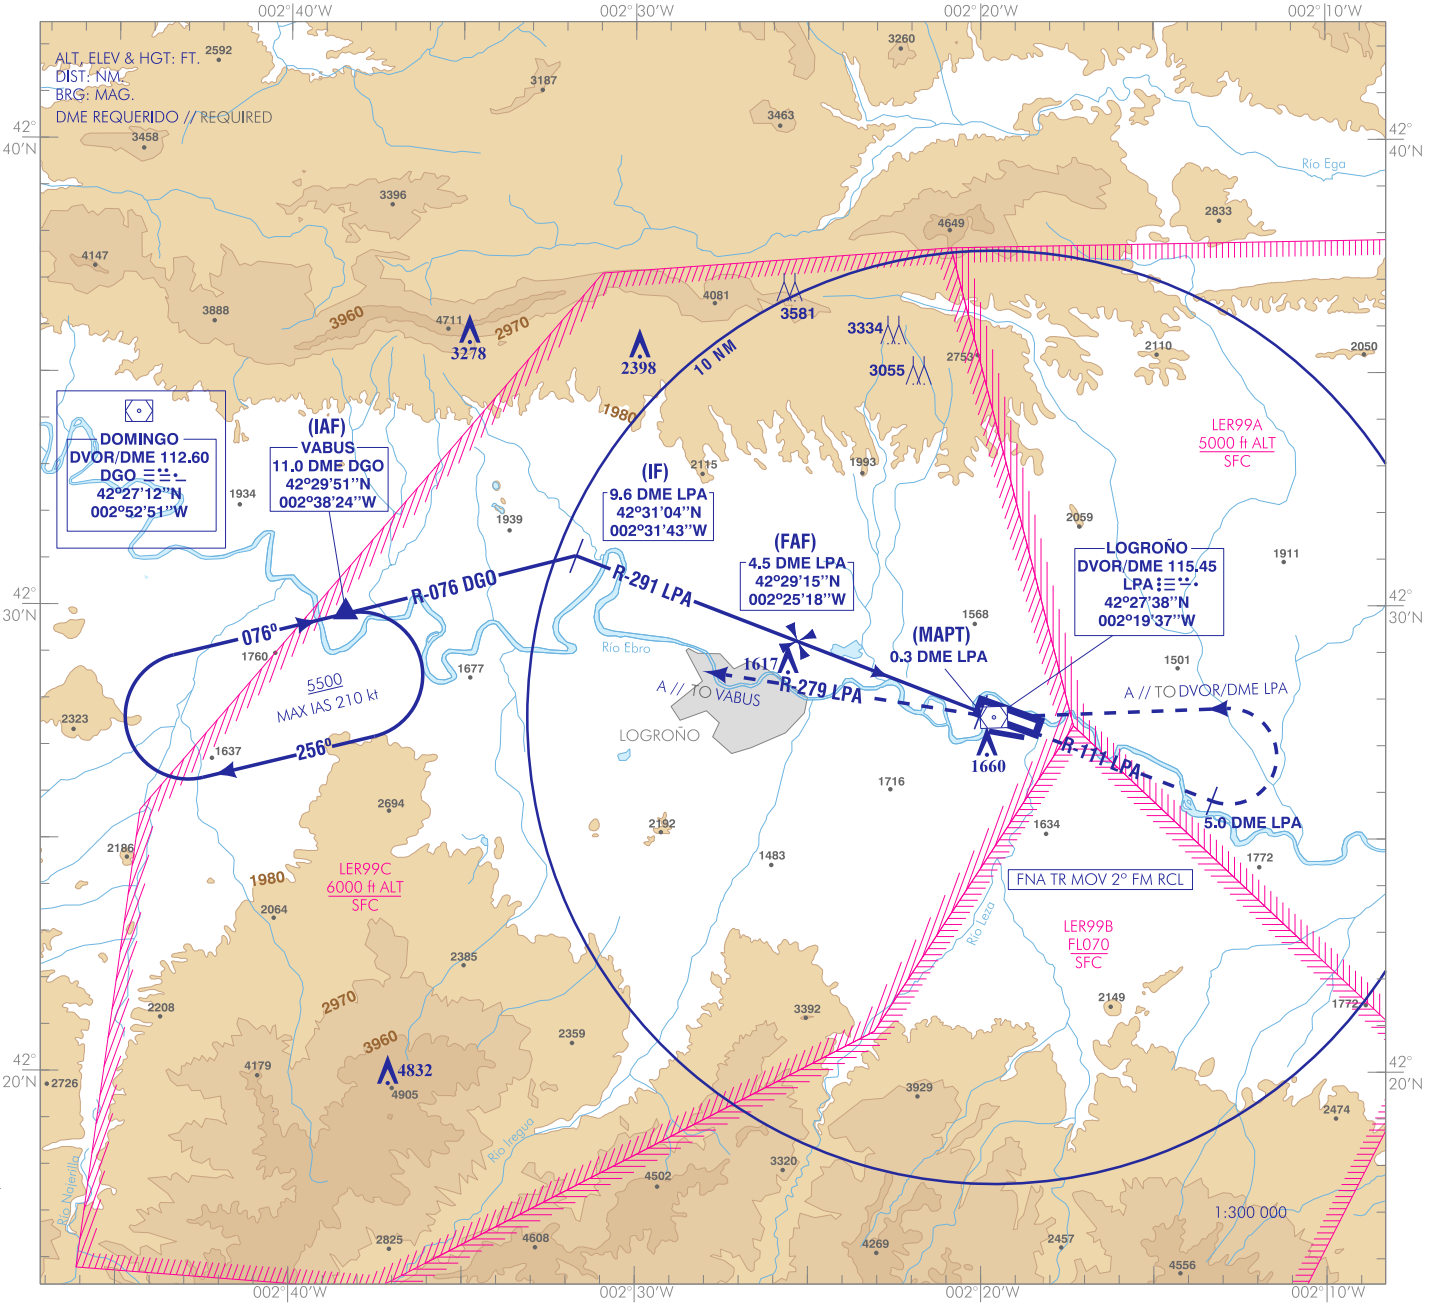 002°40'W
002°30'W
002°20'W
002°10'W
ALT, ELEV & HGT: FT.
DIST: NM.
BRG: MAG.
DME REQUERIDO // REQUIRED
2592
3187
3260
3463
3458
42°
40'N
42°
40'N
Río Ega
3396
2833
4649
4147
3888
3960
4711
2970
3278
2398
4081
3581
3334
3055
2753
2110
2050
10 NM
1980
DOMINGO
DVOR/DME 112.60
DGO
42°27'12''N
002°52'51''W
(IAF)
VABUS
11.0 DME DGO
42°29'51''N
002°38'24''W
1934
1939
2115
1993
(IF)
9.6 DME LPA
42°31'04''N
002°31'43''W
(FAF)
4.5 DME LPA
42°29'15''N
002°25'18''W
LER99A
5000 ft ALT
SFC
2059
1911
LOGROÑO
DVOR/DME 115.45
LPA
42°27'38''N
002°19'37''W
42°
30'N
42°
30'N
R-076 DGO
R-291 LPA
076°
1760
1568
(MAPT)
0.3 DME LPA
Río Ebro
1617
1677
5500
MAX IAS 210 kt
256°
A // TO VABUS
R-279 LPA
1501
A // TO DVOR/DME LPA
2323
1637
LOGROÑO
1660
R-111 LPA
1716
5.0 DME LPA
2694
2192
1634
2186
1483
1772
LER99C
6000 ft ALT
SFC
1980
FNA TR MOV 2° FM RCL
2064
Río Leza
LER99B
FL070
SFC
2385
2970
2208
3392
2149
1772
2359
3960
42°
20'N
42°
20'N
2726
4179
4832
4905
3929
2474
Río Iregua
3320
4502
Río Najerilla
1:300 000
2825
4608
4269
2457
4556
002°40'W
002°30'W
002°20'W
002°10'W